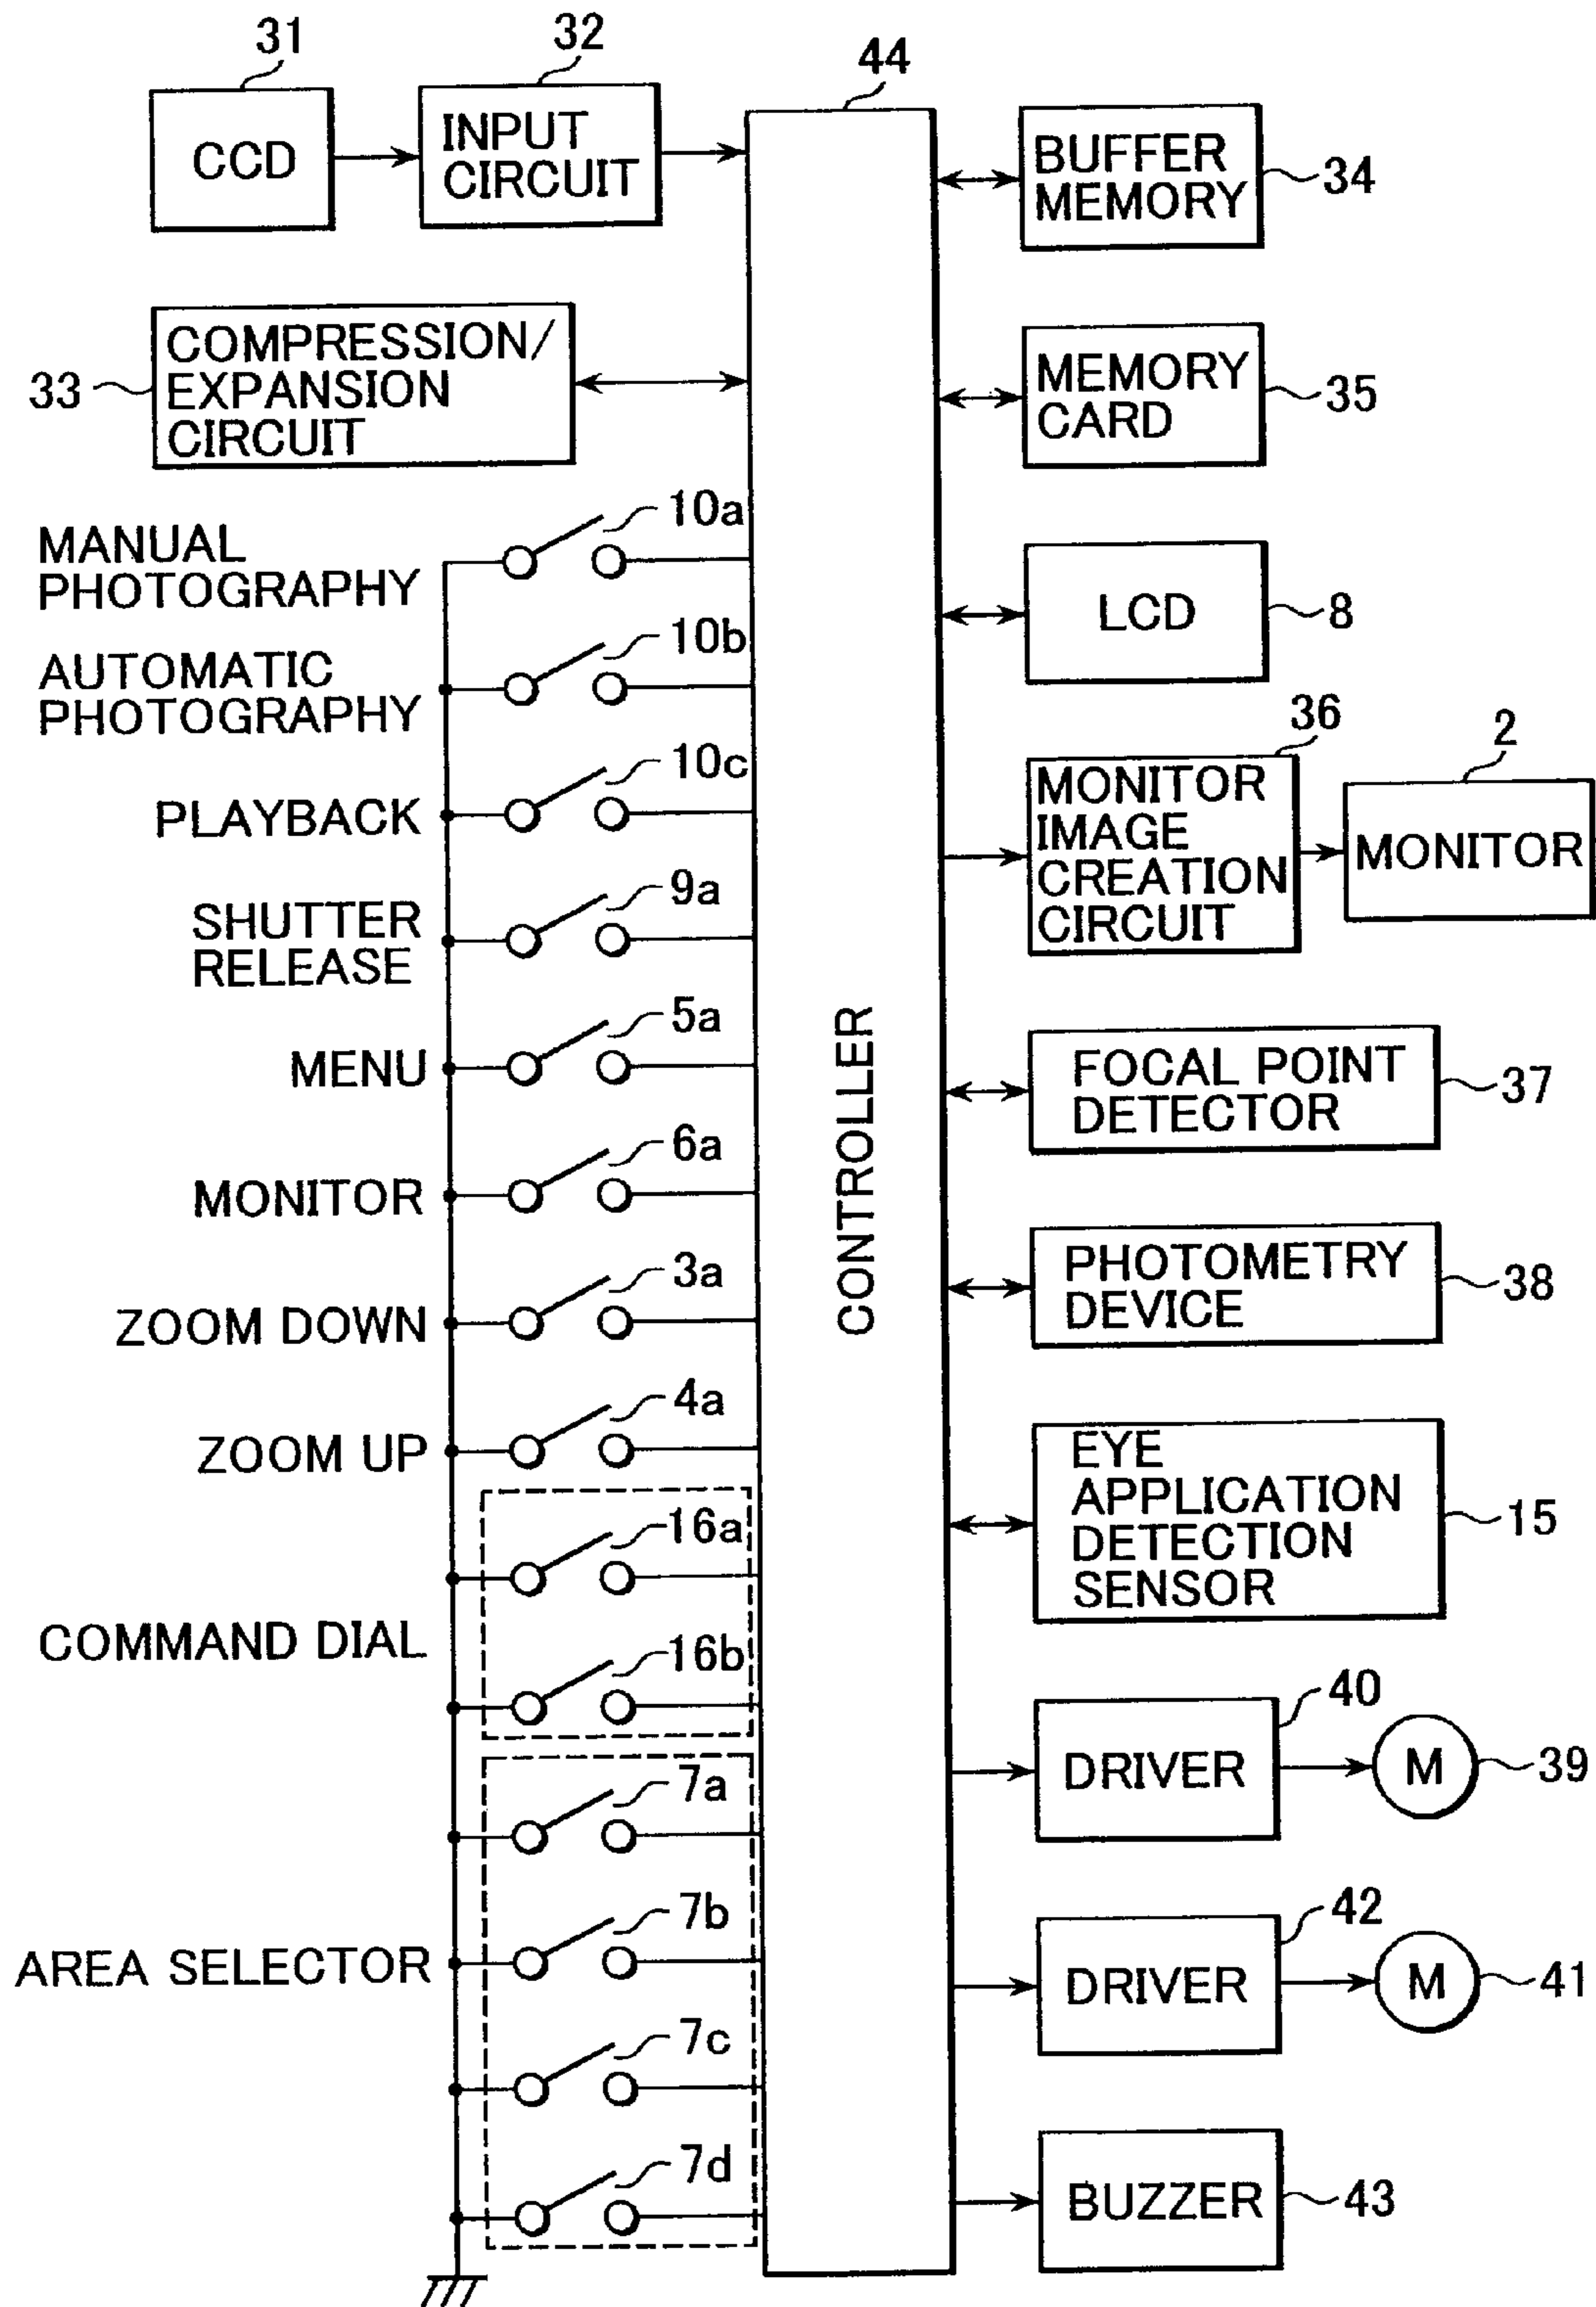 31
32
44
CCD
INPUT
CIRCUIT
BUFFER
MEMORY
34
33
COMPRESSION/
EXPANSION
CIRCUIT
MEMORY
CARD
35
MANUAL
PHOTOGRAPHY
10a
LCD
8
AUTOMATIC
PHOTOGRAPHY
10b
36
2
PLAYBACK
10c
MONITOR
IMAGE
CREATION
CIRCUIT
MONITOR
SHUTTER
RELEASE
9a
CONTROLLER
MENU
5a
FOCAL POINT
DETECTOR
37
MONITOR
6a
ZOOM DOWN
3a
PHOTOMETRY
DEVICE
38
ZOOM UP
4a
EYE
APPLICATION
DETECTION
SENSOR
15
COMMAND DIAL
16a
16b
40
DRIVER
M
39
AREA SELECTOR
7a
7b
7c
7d
42
DRIVER
M
41
BUZZER
43